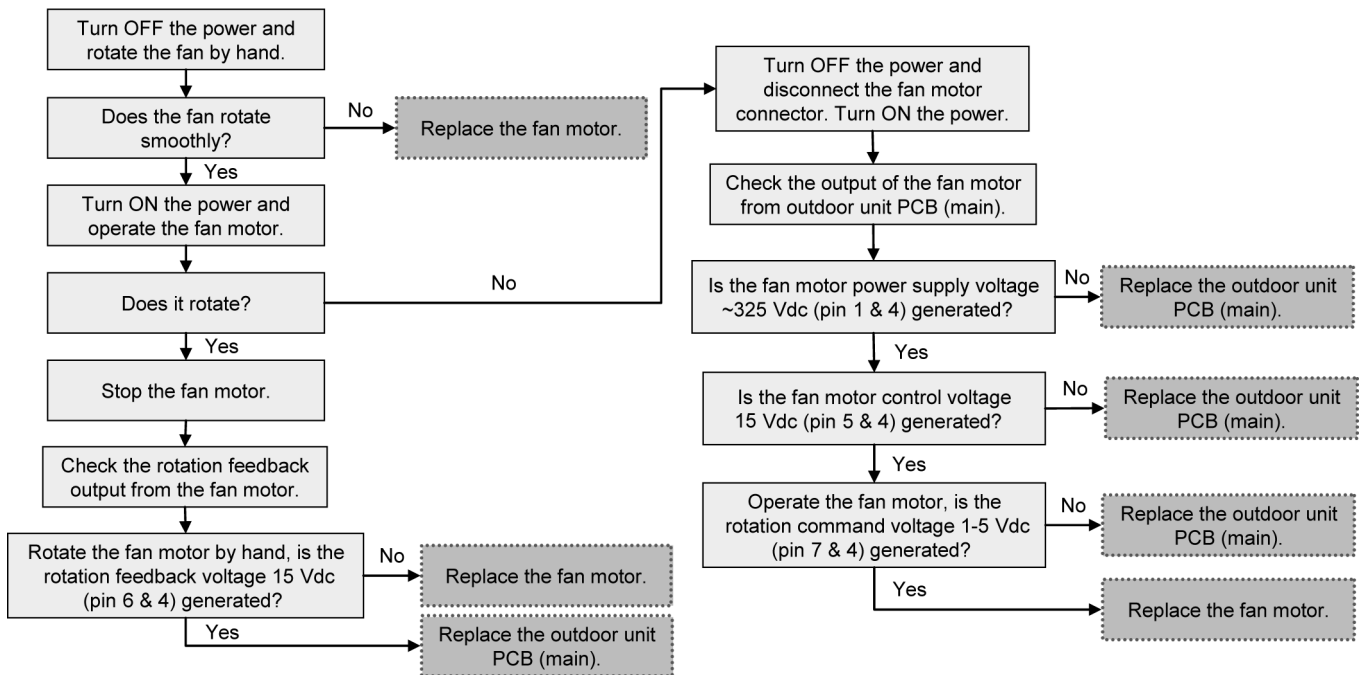 Turn OFF the power and
rotate the fan by hand.
Does the fan rotate
smoothly?
No
Replace the fan motor.
Yes
Turn ON the power and
operate the fan motor.
Does it rotate?
No
Yes
Stop the fan motor.
Check the rotation feedback
output from the fan motor.
Rotate the fan motor by hand, is the
rotation feedback voltage 15 Vdc
(pin 6 & 4) generated?
No
Replace the fan motor.
Yes
Replace the outdoor unit
PCB (main).
Turn OFF the power and
disconnect the fan motor
connector. Turn ON the power.
Check the output of the fan motor
from outdoor unit PCB (main).
Is the fan motor power supply voltage
~325 Vdc (pin 1 & 4) generated?
No
Replace the outdoor unit
PCB (main).
Yes
Is the fan motor control voltage
15 Vdc (pin 5 & 4) generated?
No
Replace the outdoor unit
PCB (main).
Yes
Operate the fan motor, is the
rotation command voltage 1-5 Vdc
(pin 7 & 4) generated?
No
Replace the outdoor unit
PCB (main).
Yes
Replace the fan motor.